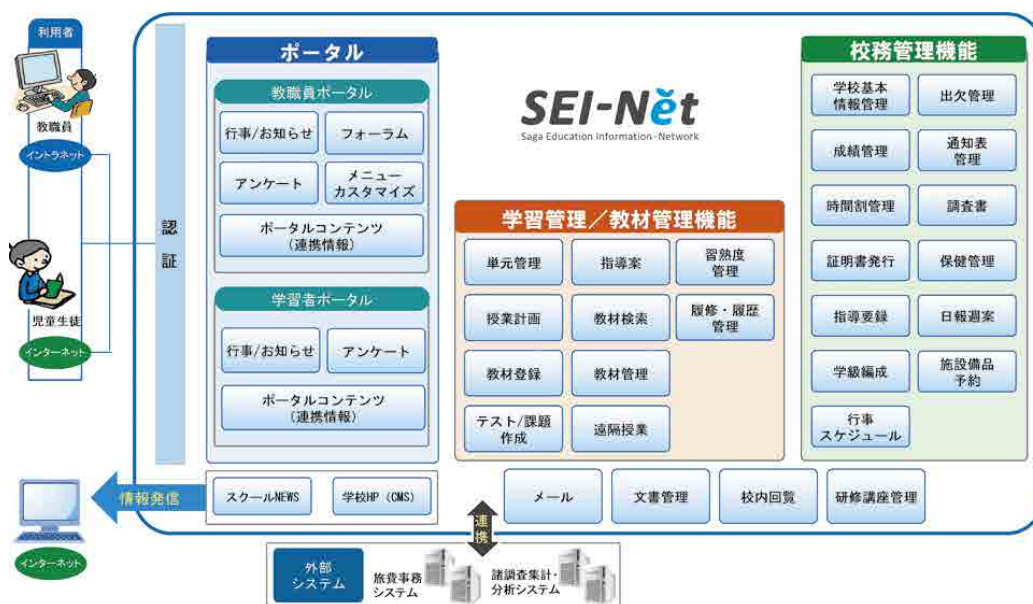 利用者
教職員
イントラネット
児童生徒
インターネット
認証
ポータル
教職員ポータル
行事/お知らせ
フォーラム
アンケート
メニュー
カスタマイズ
ポータルコンテンツ
(連携情報)
学習者ポータル
行事/お知らせ
アンケート
ポータルコンテンツ
(連携情報)
SEI-Net
Saga Education Information-Network
学習管理/教材管理機能
単元管理
指導案
習熟度
管理
授業計画
教材検索
履修・履歴
管理
教材登録
教材管理
テスト/課題
作成
遠隔授業
校務管理機能
学校基本
情報管理
出欠管理
成績管理
通知表
管理
時間割管理
調査書
証明書発行
保健管理
指導要録
日報週案
学級編成
施設備品
予約
行事
スケジュール
情報発信
スクールNEWS
学校HP (CMS)
メール
文書管理
校内回覧
研修講座管理
インターネット
連携
外部
システム
旅費事務
システム
諸調査集計・
分析システム